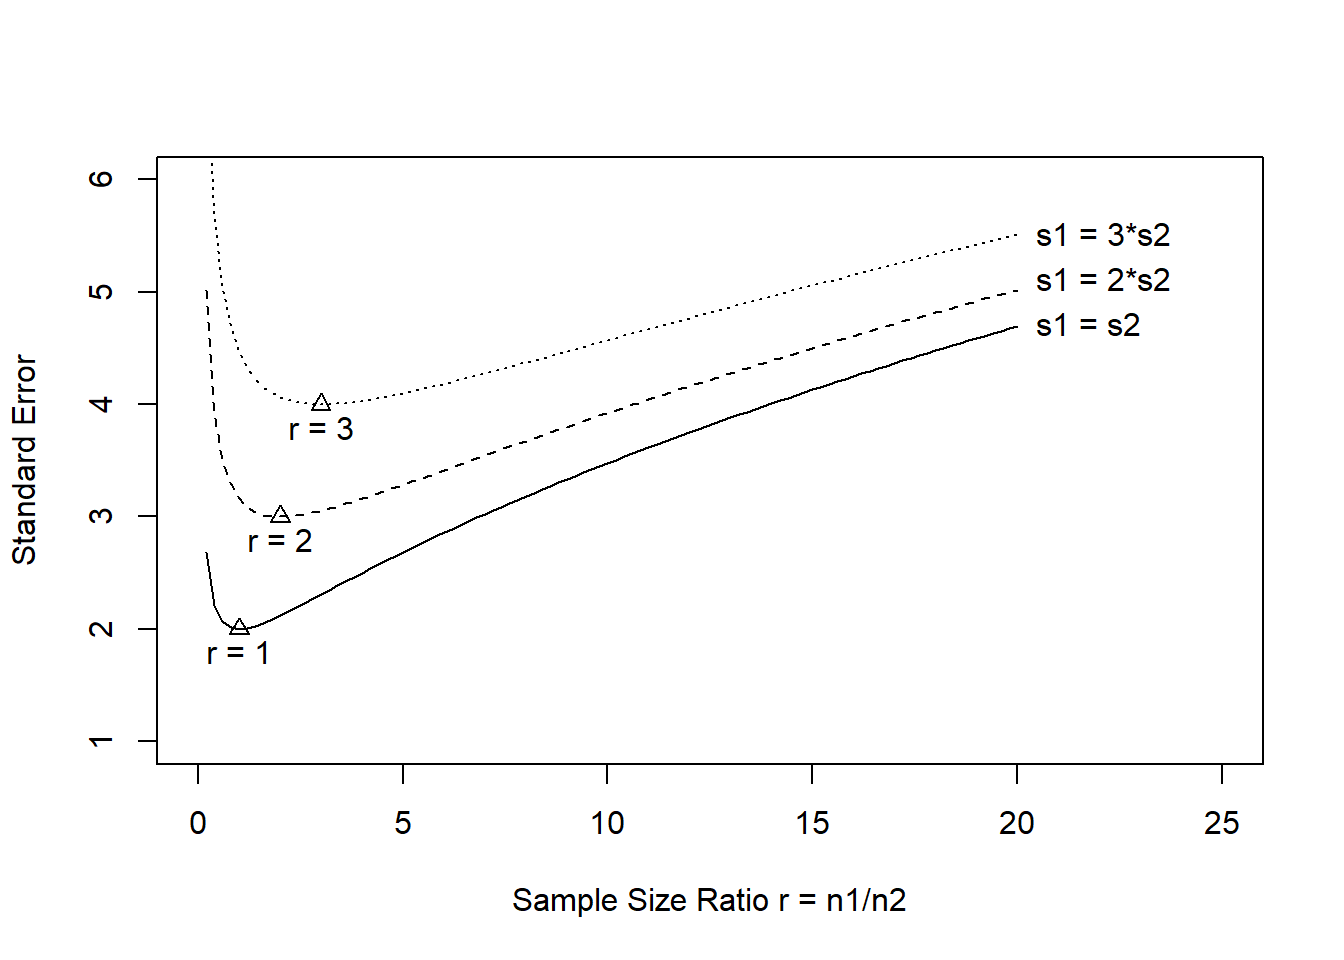 Standard Error
6
5
4
3
2
1
s1 = 3*s2
s1 = 2*s2
s1 = s2
r = 3
r = 2
r = 1
0 5 10 15 20 25
Sample Size Ratio r = n1/n2